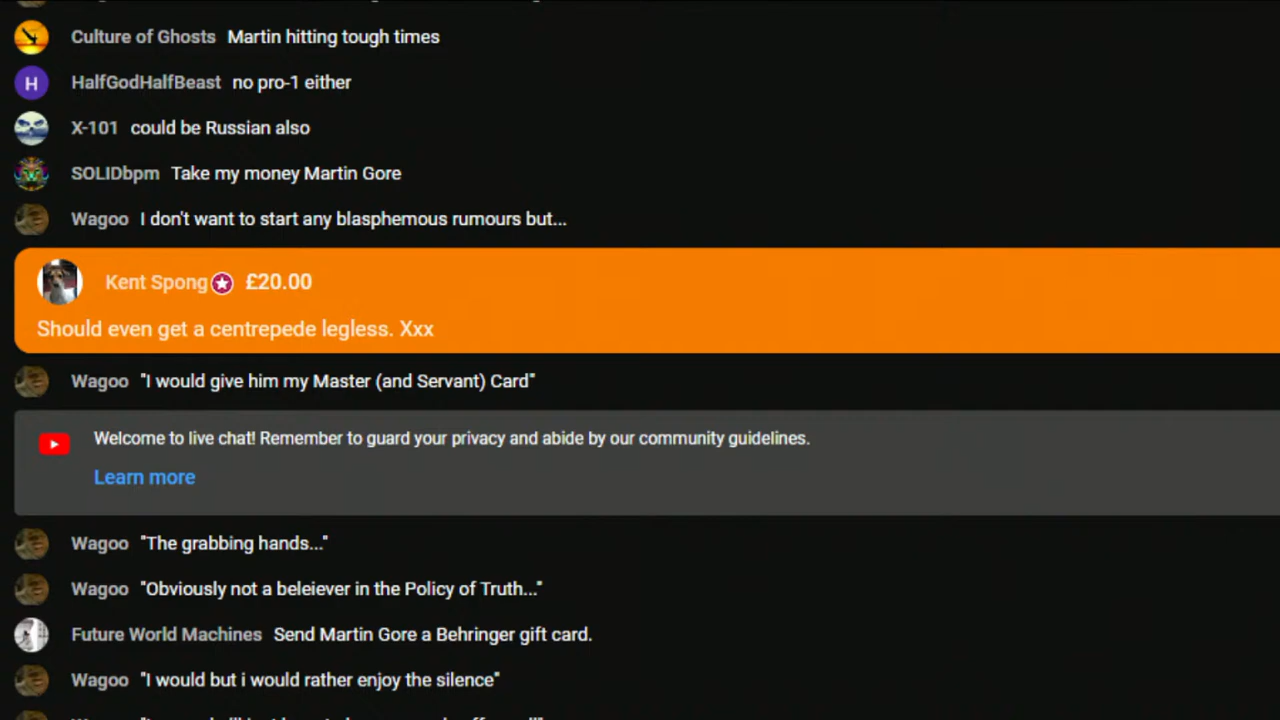 Culture of Ghosts Martin hitting tough times
H HalfGodHalfBeast no pro-1 either
X-101 could be Russian also
SOLIDbpm Take my money Martin Gore
Wagoo I don't want to start any blasphemous rumours but...
Kent Spong £20.00
Should even get a centrepede legless. Xxx
Wagoo "I would give him my Master (and Servant) Card"
Welcome to live chat! Remember to guard your privacy and abide by our community guidelines.
Learn more
Wagoo "The grabbing hands..."
Wagoo "Obviously not a beleiever in the Policy of Truth..."
Future World Machines Send Martin Gore a Behringer gift card.
Wagoo "I would but i would rather enjoy the silence"